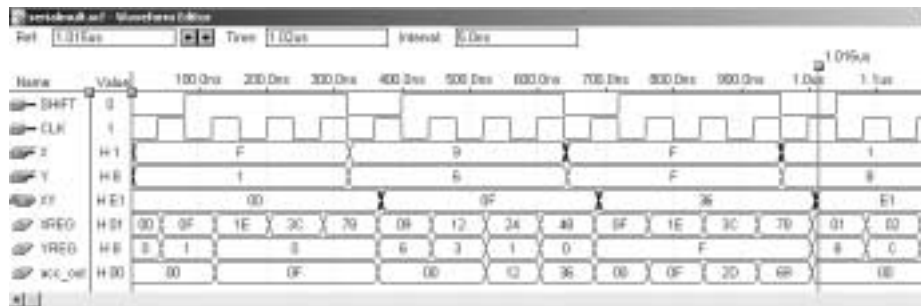 serialmult.scf - Waveform Editor
Ref: 1.015us Time: 1.02us Interval: 5.0ns
1.015us
Name: Value: 100.0ns 200.0ns 300.0ns 400.0ns 500.0ns 600.0ns 700.0ns 800.0ns 900.0ns 1.0us 1.1us
SHIFT 0
CLK 1
X H 1 F 9 F 1
Y H 8 1 6 F 8
XY H E1 00 0F 36 E1
XREG H 01 00 0F 1E 3C 78 09 12 24 48 0F 1E 3C 78 01 02
YREG H 8 0 1 0 6 3 1 0 F 8 C
acc_out H 00 00 0F 00 12 36 00 0F 2D 69 00